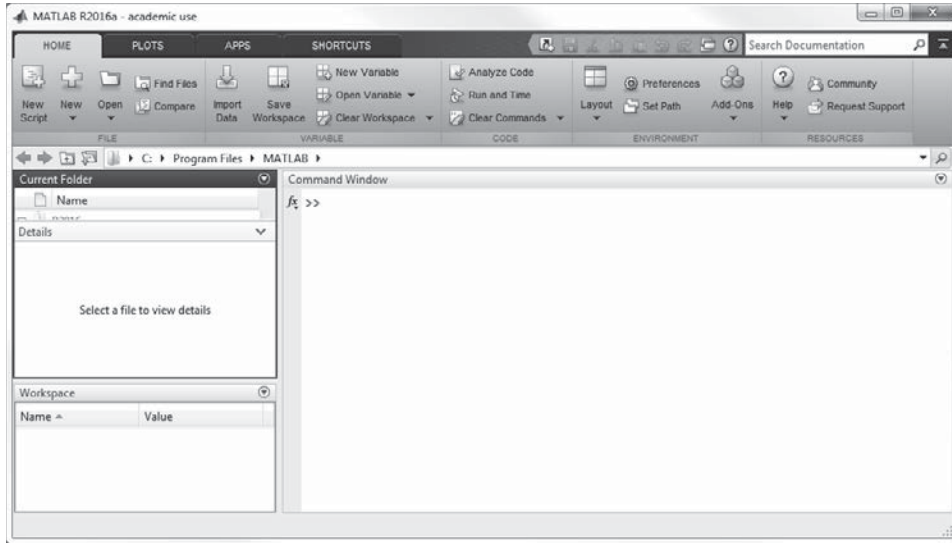 MATLAB R2016a - academic use
HOME PLOTS APPS SHORTCUTS
Search Documentation
New Script
New
Open
Find Files
Compare
Import Data
Save Workspace
New Variable
Open Variable
Clear Workspace
Analyze Code
Run and Time
Clear Commands
Layout
Preferences
Set Path
Add-Ons
Help
Community
Request Support
FILE VARIABLE CODE ENVIRONMENT RESOURCES
C: Program Files MATLAB
Current Folder
Name
Details
Select a file to view details
Workspace
Name Value
Command Window
fx >>